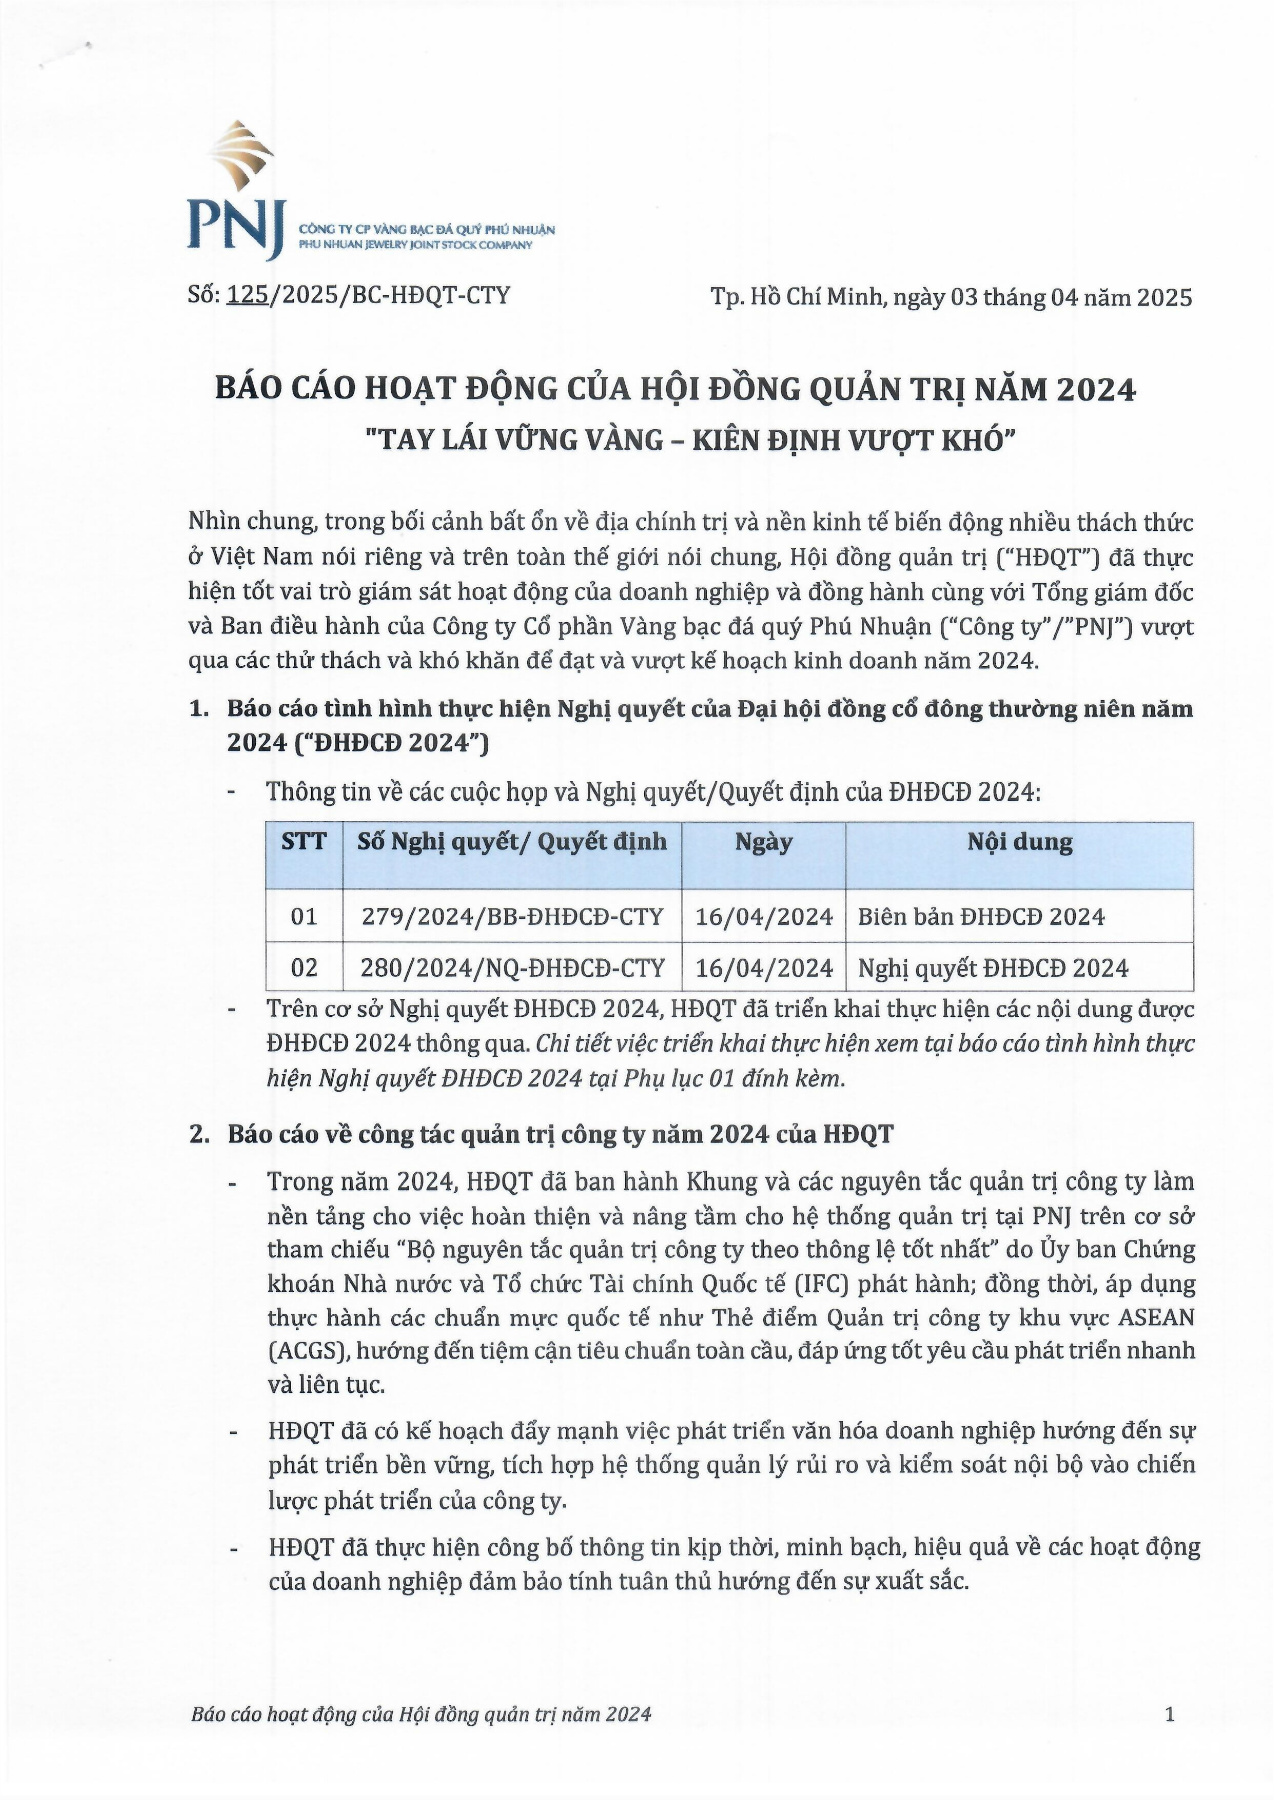 PNJ
CÔNG TY CP VÀNG BẠC ĐÁ QUÝ PHÚ NHUẬN
PHU NHUAN JEWELRY JOINT STOCK COMPANY
Số: 125/2025/BC-HĐQT-CTY
Tp. Hồ Chí Minh, ngày 03 tháng 04 năm 2025
BÁO CÁO HOẠT ĐỘNG CỦA HỘI ĐỒNG QUẢN TRỊ NĂM 2024
"TAY LÁI VỮNG VÀNG – KIÊN ĐỊNH VƯỢT KHÓ”
Nhìn chung, trong bối cảnh bất ổn về địa chính trị và nền kinh tế biến động nhiều thách thức
ở Việt Nam nói riêng và trên toàn thế giới nói chung, Hội đồng quản trị (“HĐQT”) đã thực
hiện tốt vai trò giám sát hoạt động của doanh nghiệp và đồng hành cùng với Tổng giám đốc
và Ban điều hành của Công ty Cổ phần Vàng bạc đá quý Phú Nhuận (“Công ty”/”PNJ”) vượt
qua các thử thách và khó khăn để đạt và vượt kế hoạch kinh doanh năm 2024.
1. Báo cáo tình hình thực hiện Nghị quyết của Đại hội đồng cổ đông thường niên năm
2024 (“ĐHĐCĐ 2024”)
- Thông tin về các cuộc họp và Nghị quyết/Quyết định của ĐHĐCĐ 2024:
STT Số Nghị quyết/ Quyết định Ngày Nội dung
01 279/2024/BB-ĐHĐCĐ-CTY 16/04/2024 Biên bản ĐHĐCĐ 2024
02 280/2024/NQ-ĐHĐCĐ-CTY 16/04/2024 Nghị quyết ĐHĐCĐ 2024
- Trên cơ sở Nghị quyết ĐHĐCĐ 2024, HĐQT đã triển khai thực hiện các nội dung được
ĐHĐCĐ 2024 thông qua. Chi tiết việc triển khai thực hiện xem tại báo cáo tình hình thực
hiện Nghị quyết ĐHĐCĐ 2024 tại Phụ lục 01 đính kèm.
2. Báo cáo về công tác quản trị công ty năm 2024 của HĐQT
- Trong năm 2024, HĐQT đã ban hành Khung và các nguyên tắc quản trị công ty làm
nền tảng cho việc hoàn thiện và nâng tầm cho hệ thống quản trị tại PNJ trên cơ sở
tham chiếu “Bộ nguyên tắc quản trị công ty theo thông lệ tốt nhất” do Ủy ban Chứng
khoán Nhà nước và Tổ chức Tài chính Quốc tế (IFC) phát hành; đồng thời, áp dụng
thực hành các chuẩn mực quốc tế như Thẻ điểm Quản trị công ty khu vực ASEAN
(ACGS), hướng đến tiệm cận tiêu chuẩn toàn cầu, đáp ứng tốt yêu cầu phát triển nhanh
và liên tục.
- HĐQT đã có kế hoạch đẩy mạnh việc phát triển văn hóa doanh nghiệp hướng đến sự
phát triển bền vững, tích hợp hệ thống quản lý rủi ro và kiểm soát nội bộ vào chiến
lược phát triển của công ty.
- HĐQT đã thực hiện công bố thông tin kịp thời, minh bạch, hiệu quả về các hoạt động
của doanh nghiệp đảm bảo tính tuân thủ hướng đến sự xuất sắc.
Báo cáo hoạt động của Hội đồng quản trị năm 2024 1